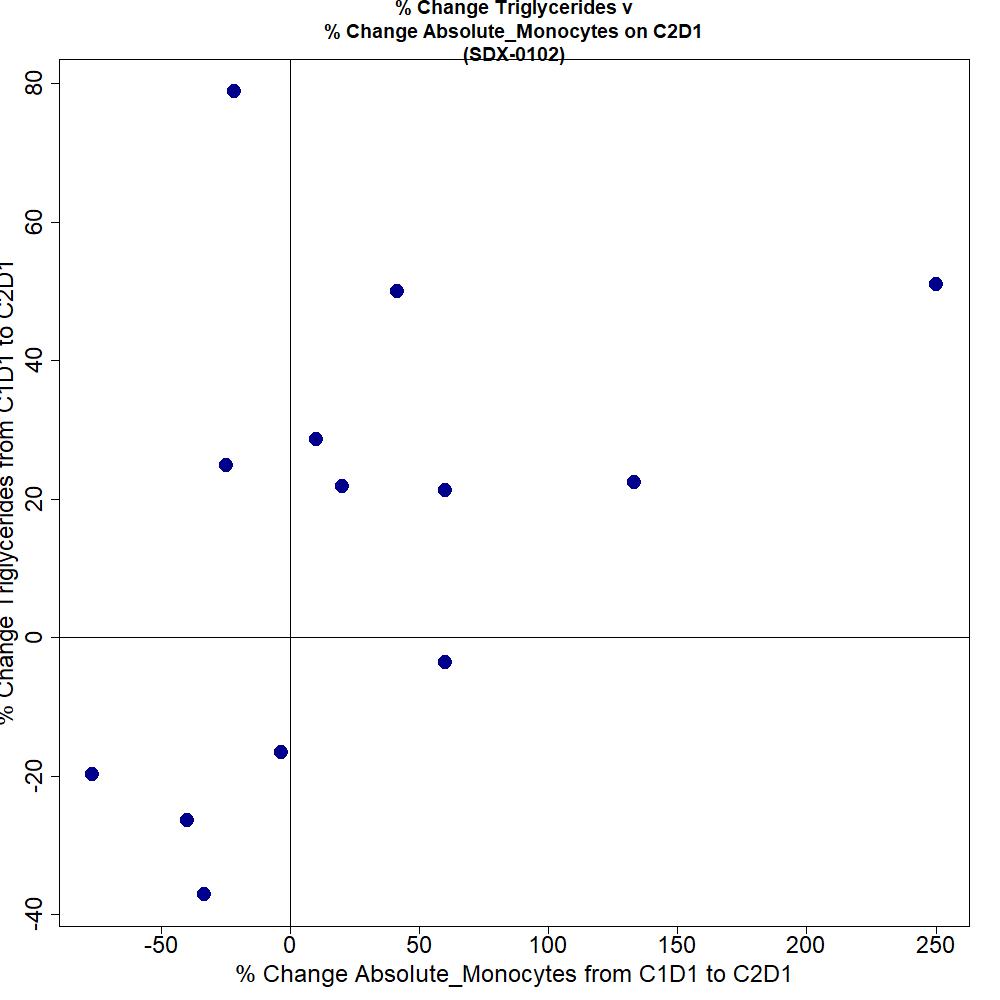 % Change Triglycerides v
% Change Absolute_Monocytes on C2D1
(SDX-0102)
% Change Triglycerides from C1D1 to C2D1
80
60
40
20
0
-20
-40
-50
0
50
100
150
200
250
% Change Absolute_Monocytes from C1D1 to C2D1